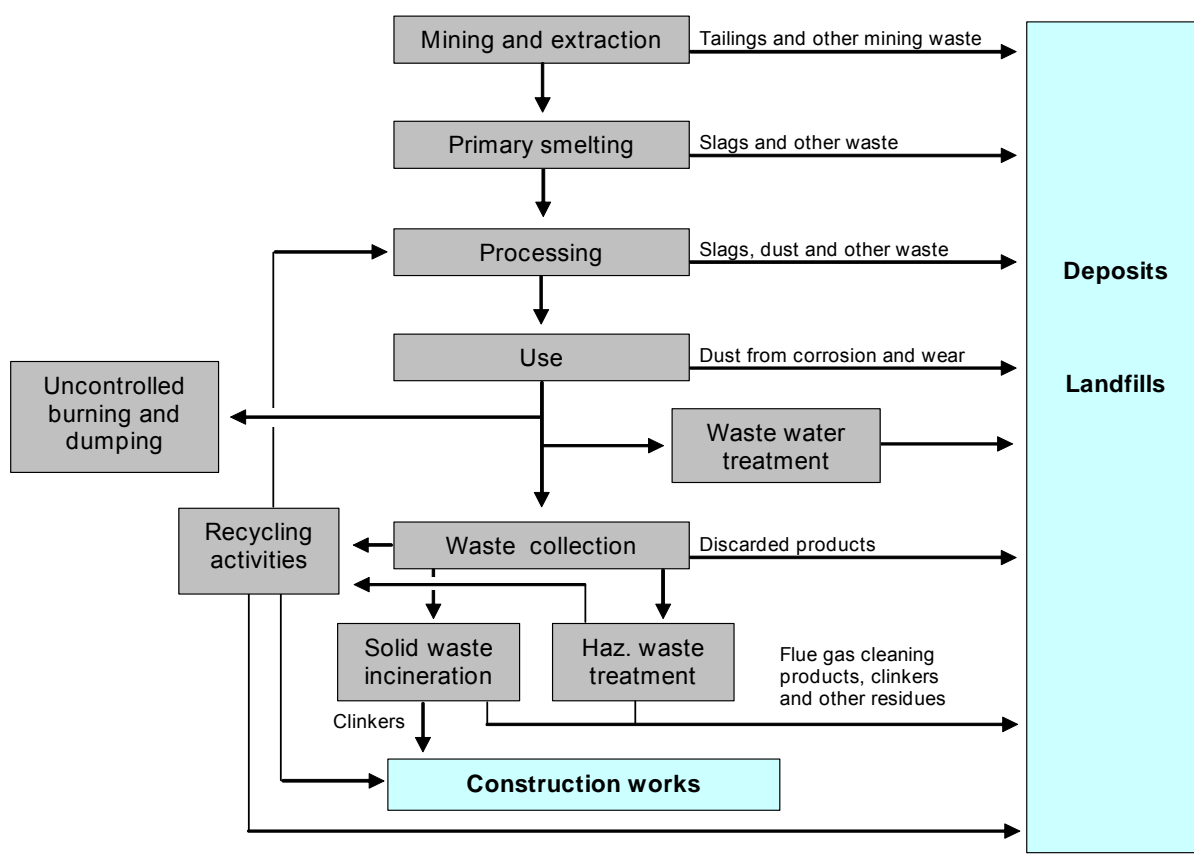 Mining and extraction
Tailings and other mining waste
Primary smelting
Slags and other waste
Processing
Slags, dust and other waste
Deposits
Use
Dust from corrosion and wear
Landfills
Uncontrolled
burning and
dumping
Waste water
treatment
Recycling
activities
Waste collection
Discarded products
Solid waste
incineration
Haz. waste
treatment
Flue gas cleaning
products, clinkers
and other residues
Clinkers
Construction works